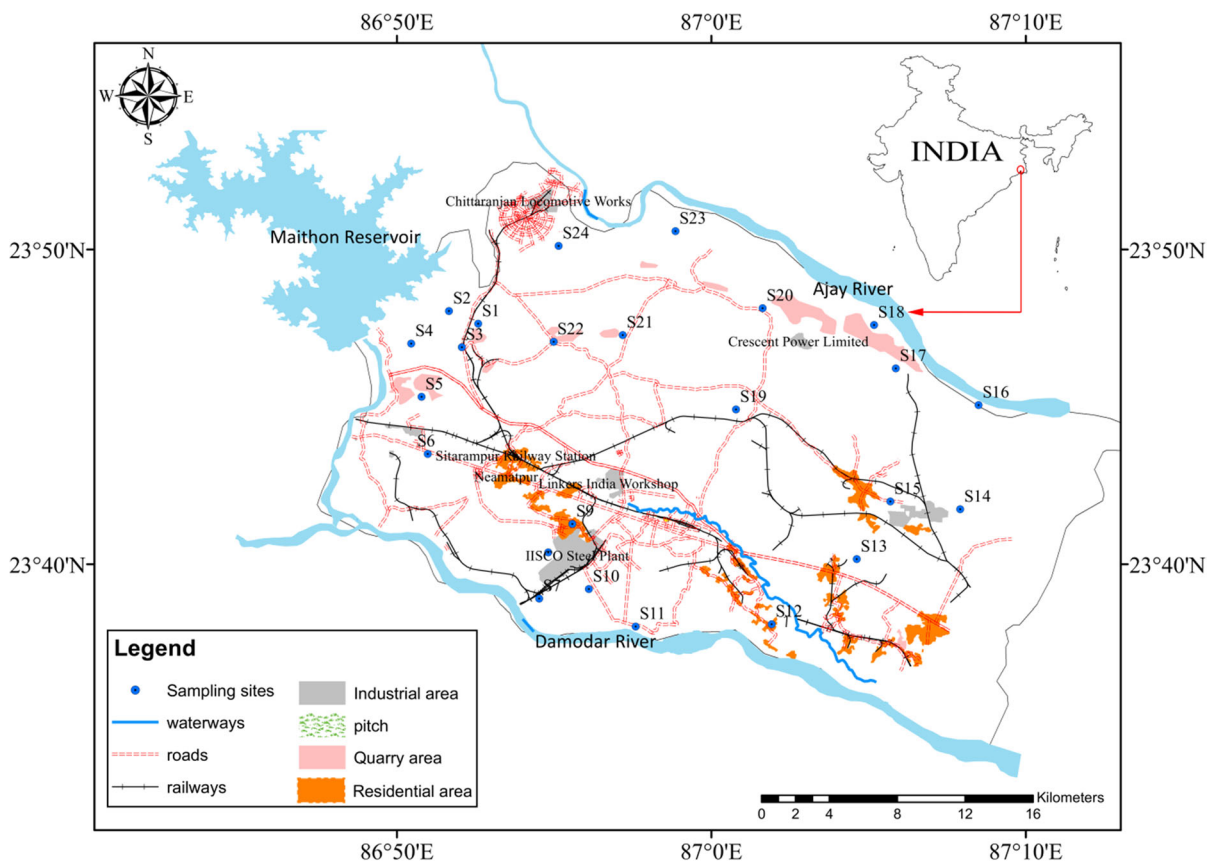 86°50'E 87°0'E 87°10'E
N
W E
S
INDIA
Chittaranjan Locomotive Works
S23
S24
Maithon Reservoir
23°50'N 23°50'N
Ajay River
S2
S1
S20
S18
S4
S3
S22
S21
Crescent Power Limited
S17
S5
S16
S19
S6
Sitarampur Railway Station
Neamatpur
Linkers India Workshop
S15
S14
S9
IISCO Steel Plant
S13
23°40'N 23°40'N
S10
S11
S12
Damodar River
Legend
Sampling sites
waterways
roads
railways
Industrial area
pitch
Quarry area
Residential area
Kilometers
0 2 4 8 12 16
86°50'E 87°0'E 87°10'E